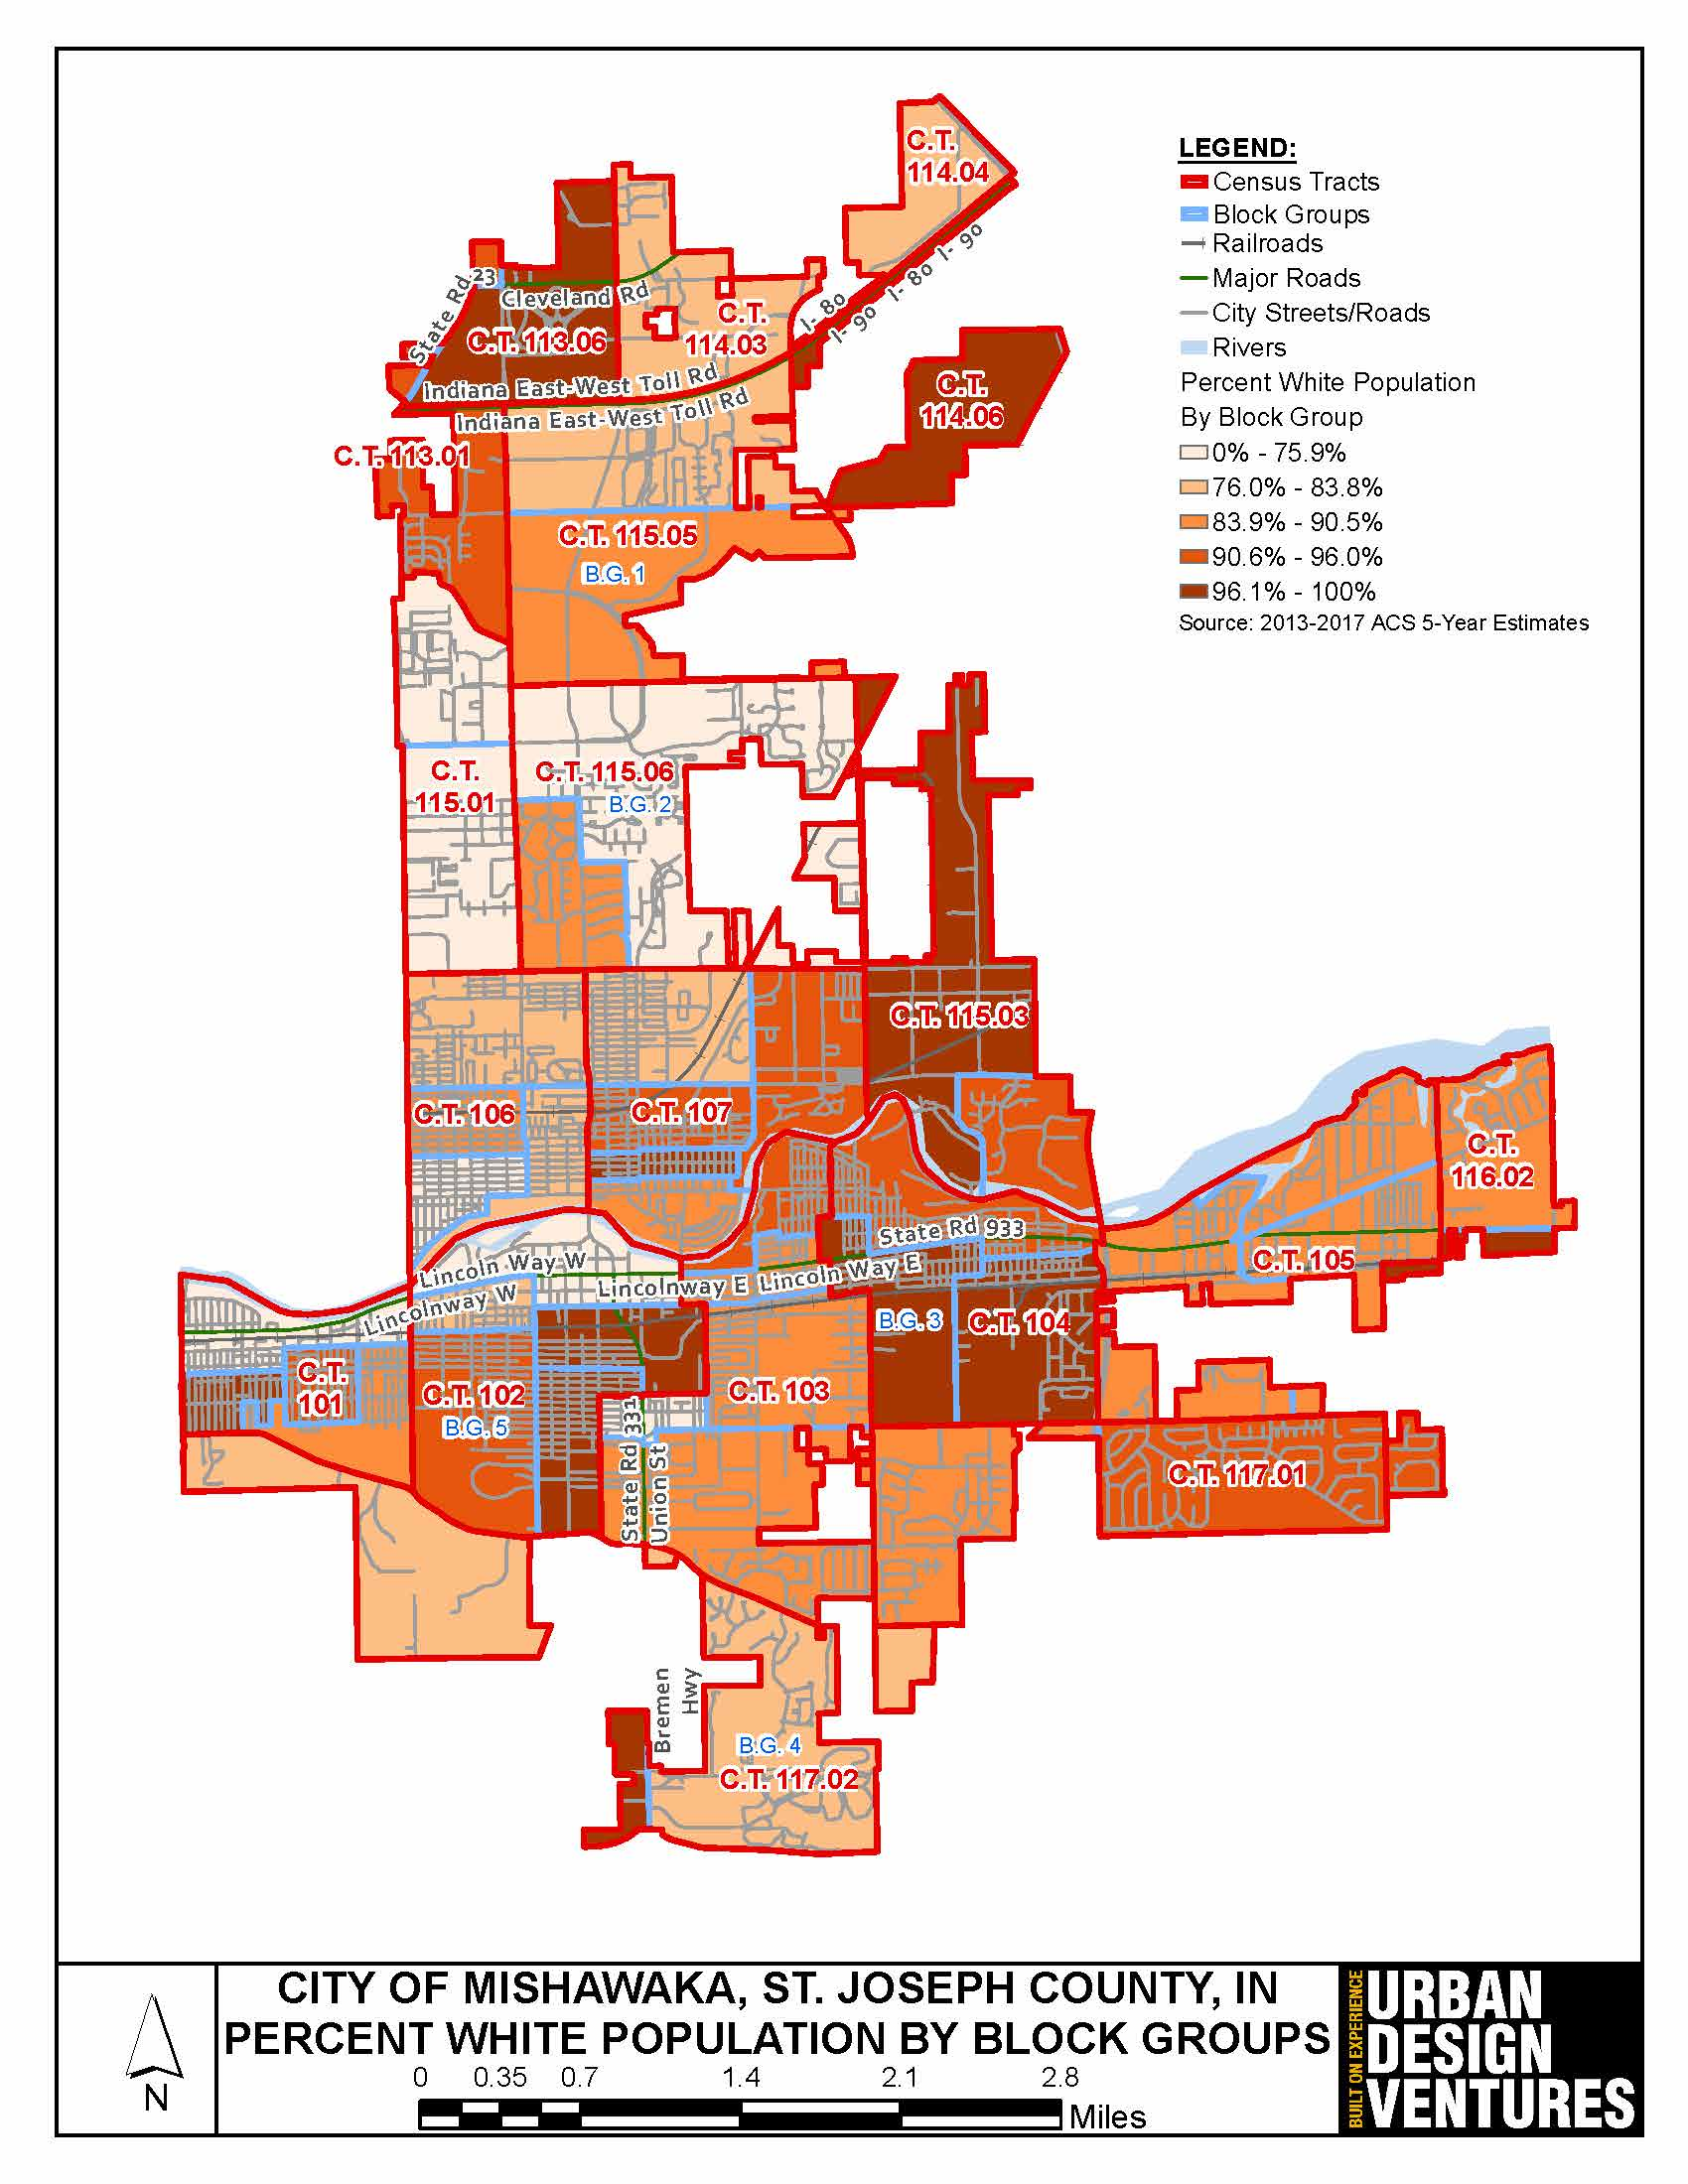 LEGEND:
Census Tracts
Block Groups
Railroads
Major Roads
City Streets/Roads
Rivers
Percent White Population
By Block Group
0% - 75.9%
76.0% - 83.8%
83.9% - 90.5%
90.6% - 96.0%
96.1% - 100%
Source: 2013-2017 ACS 5-Year Estimates
C.T.
114.04
I- 80 I- 90
I- 80
I- 90
State Rd 23
Cleveland Rd
C.T. 113.06
C.T.
114.03
Indiana East-West Toll Rd
Indiana East-West Toll Rd
C.T.
114.06
C.T. 113.01
C.T. 115.05
B.G. 1
C.T.
115.01
C.T. 115.06
B.G. 2
C.T. 115.03
C.T. 106
C.T. 107
C.T.
116.02
State Rd 933
C.T. 105
Lincoln Way W
Lincolnway W
Lincolnway E
Lincoln Way E
B.G. 3
C.T. 104
C.T.
101
C.T. 102
B.G. 5
C.T. 103
State Rd 331
Union St
C.T. 117.01
Bremen
Hwy
B.G. 4
C.T. 117.02
N
CITY OF MISHAWAKA, ST. JOSEPH COUNTY, IN
PERCENT WHITE POPULATION BY BLOCK GROUPS
0 0.35 0.7 1.4 2.1 2.8
Miles
BUILT ON EXPERIENCE
URBAN
DESIGN
VENTURES